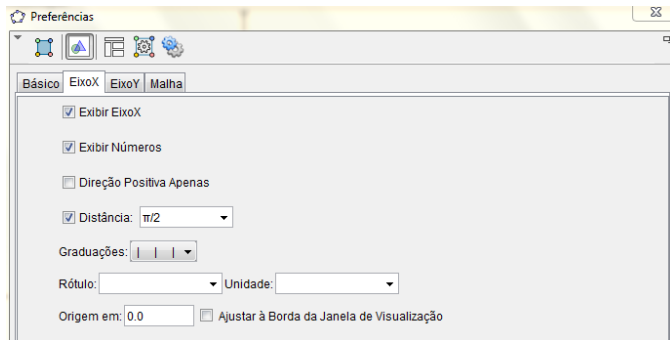 Preferências
Básico EixoX EixoY Malha
Exibir EixoX
Exibir Números
Direção Positiva Apenas
Distância: π/2
Graduações:
Rótulo: Unidade:
Origem em: 0.0 Ajustar à Borda da Janela de Visualização